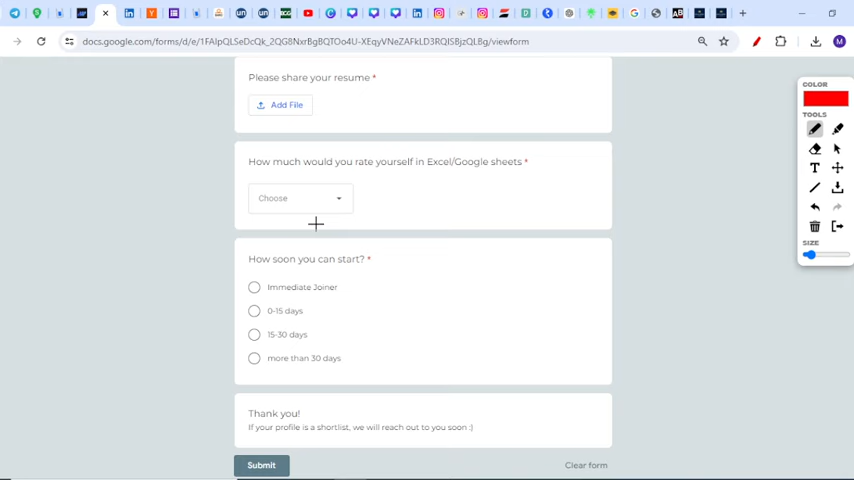 docs.google.com/forms/d/e/1FAIpQLSeDcQk_2QG8NxrBgBQTOo4U-XEqyVNeZAFkLD3RQISBjzQLBg/viewform
M
Please share your resume *
Add File
How much would you rate yourself in Excel/Google sheets *
Choose
How soon you can start? *
Immediate Joiner
0-15 days
15-30 days
more than 30 days
Thank you!
If your profile is a shortlist, we will reach out to you soon :)
Submit
Clear form
COLOR
TOOLS
T
SIZE